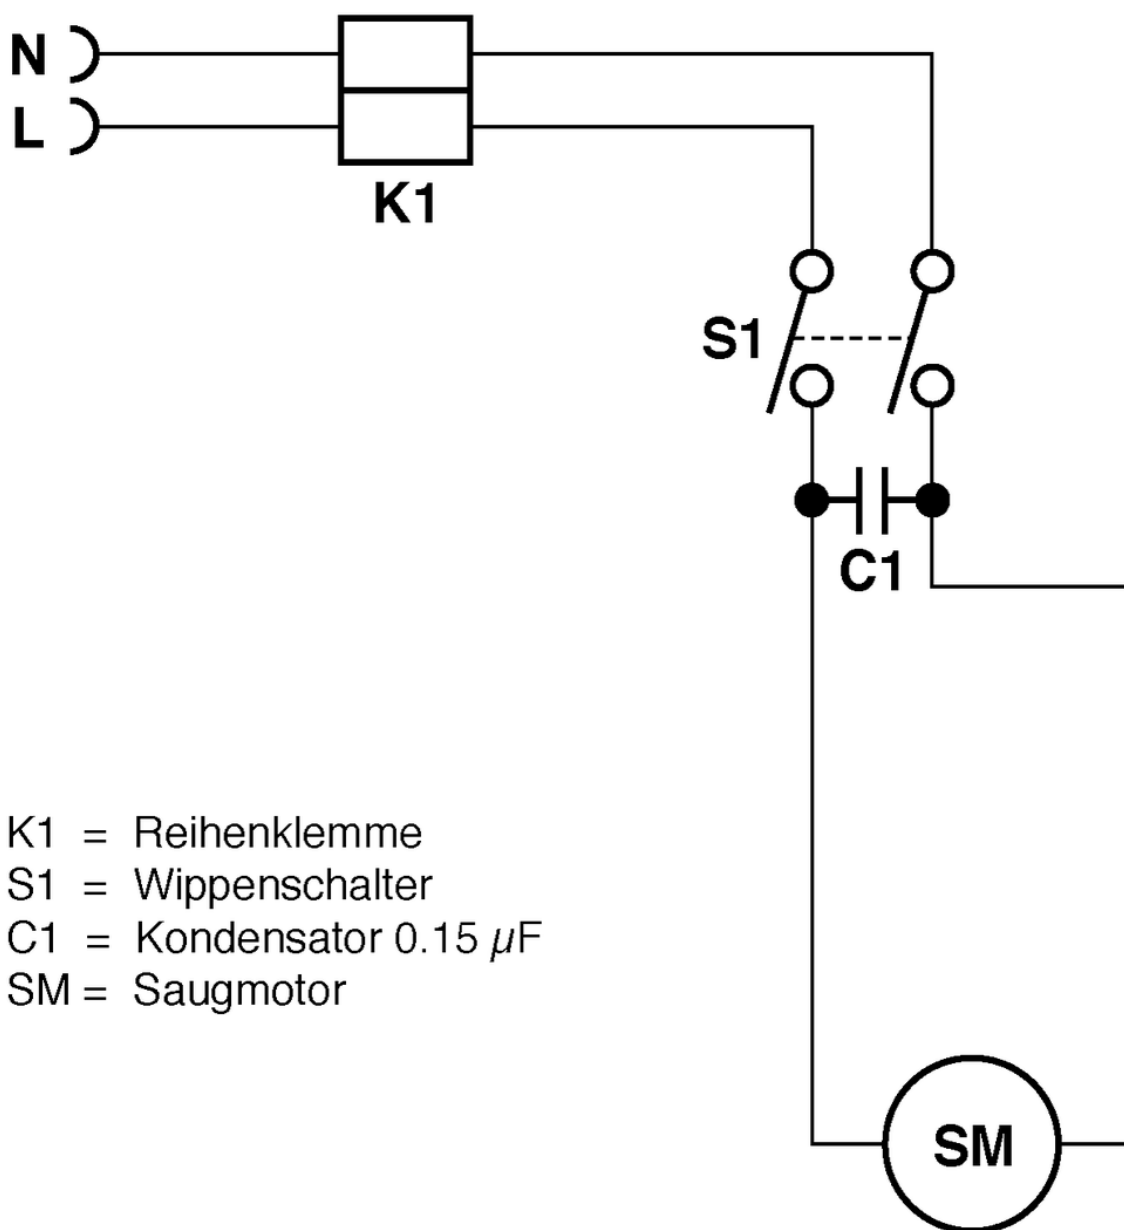 N
L
K1
S1
C1
K1 = Reihenklemme
S1 = Wippenschalter
C1 = Kondensator 0.15 µF
SM = Saugmotor
SM